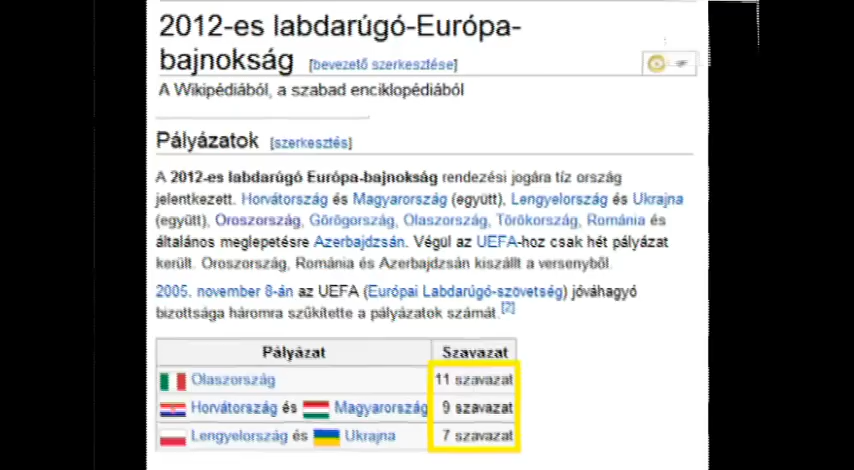 2012-es labdarúgó-Európa-
bajnokság [bevezető szerkesztése]
A Wikipédiából, a szabad enciklopédiából
Pályázatok [szerkesztés]
A 2012-es labdarúgó Európa-bajnokság rendezési jogára tíz ország
jelentkezett. Horvátország és Magyarország (együtt), Lengyelország és Ukrajna
(együtt), Oroszország, Görögország, Olaszország, Törökország, Románia és
általános meglepetésre Azerbajdzsán. Végül az UEFA-hoz csak hét pályázat
került. Oroszország, Románia és Azerbajdzsán kiszállt a versenyből.
2005. november 8-án az UEFA (Európai Labdarúgó-szövetség) jóváhagyó
bizottsága háromra szűkítette a pályázatok számát.[2]
Pályázat Szavazat
Olaszország 11 szavazat
Horvátország és Magyarország 9 szavazat
Lengyelország és Ukrajna 7 szavazat